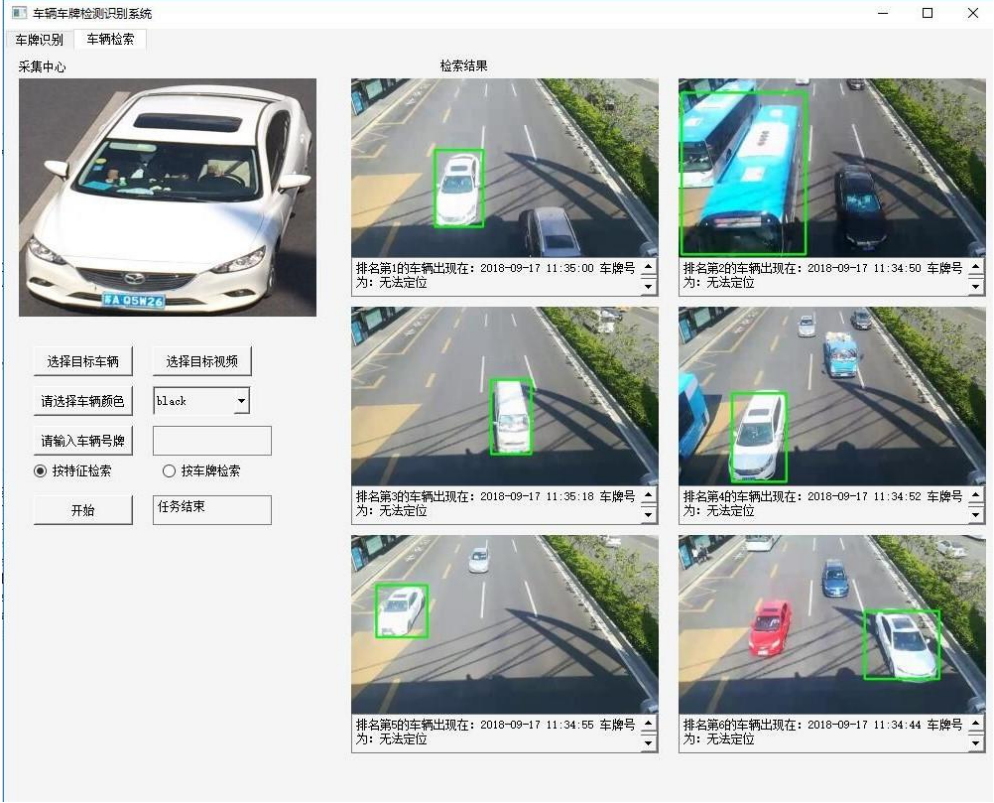 车辆车牌检测识别系统
车牌识别 车辆检索
采集中心
检索结果
苏A Q5W26
选择目标车辆 选择目标视频
请选择车辆颜色 black
请输入车辆号牌
按特征检索 按车牌检索
开始 任务结束
排名第1的车辆出现在: 2018-09-17 11:35:00 车牌号
为: 无法定位
排名第2的车辆出现在: 2018-09-17 11:34:50 车牌号
为: 无法定位
排名第3的车辆出现在: 2018-09-17 11:35:18 车牌号
为: 无法定位
排名第4的车辆出现在: 2018-09-17 11:34:52 车牌号
为: 无法定位
排名第5的车辆出现在: 2018-09-17 11:34:55 车牌号
为: 无法定位
排名第6的车辆出现在: 2018-09-17 11:34:44 车牌号
为: 无法定位